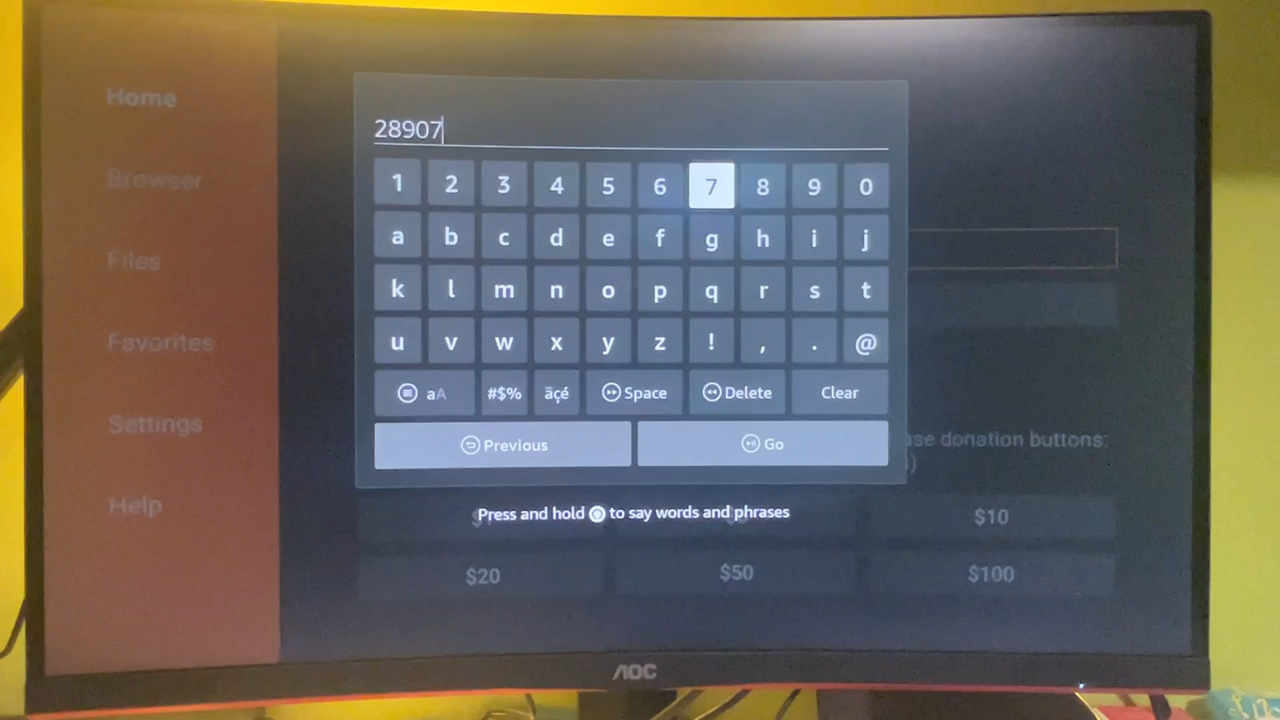 Home
Browser
Files
Favorites
Settings
Help
28907
1 2 3 4 5 6 7 8 9 0
a b c d e f g h i j
k l m n o p q r s t
u v w x y z ! , . @
aA #$% äçé Space Delete Clear
Previous Go
Press and hold to say words and phrases
donation buttons:
)
$10
$20 $50 $100
AOC